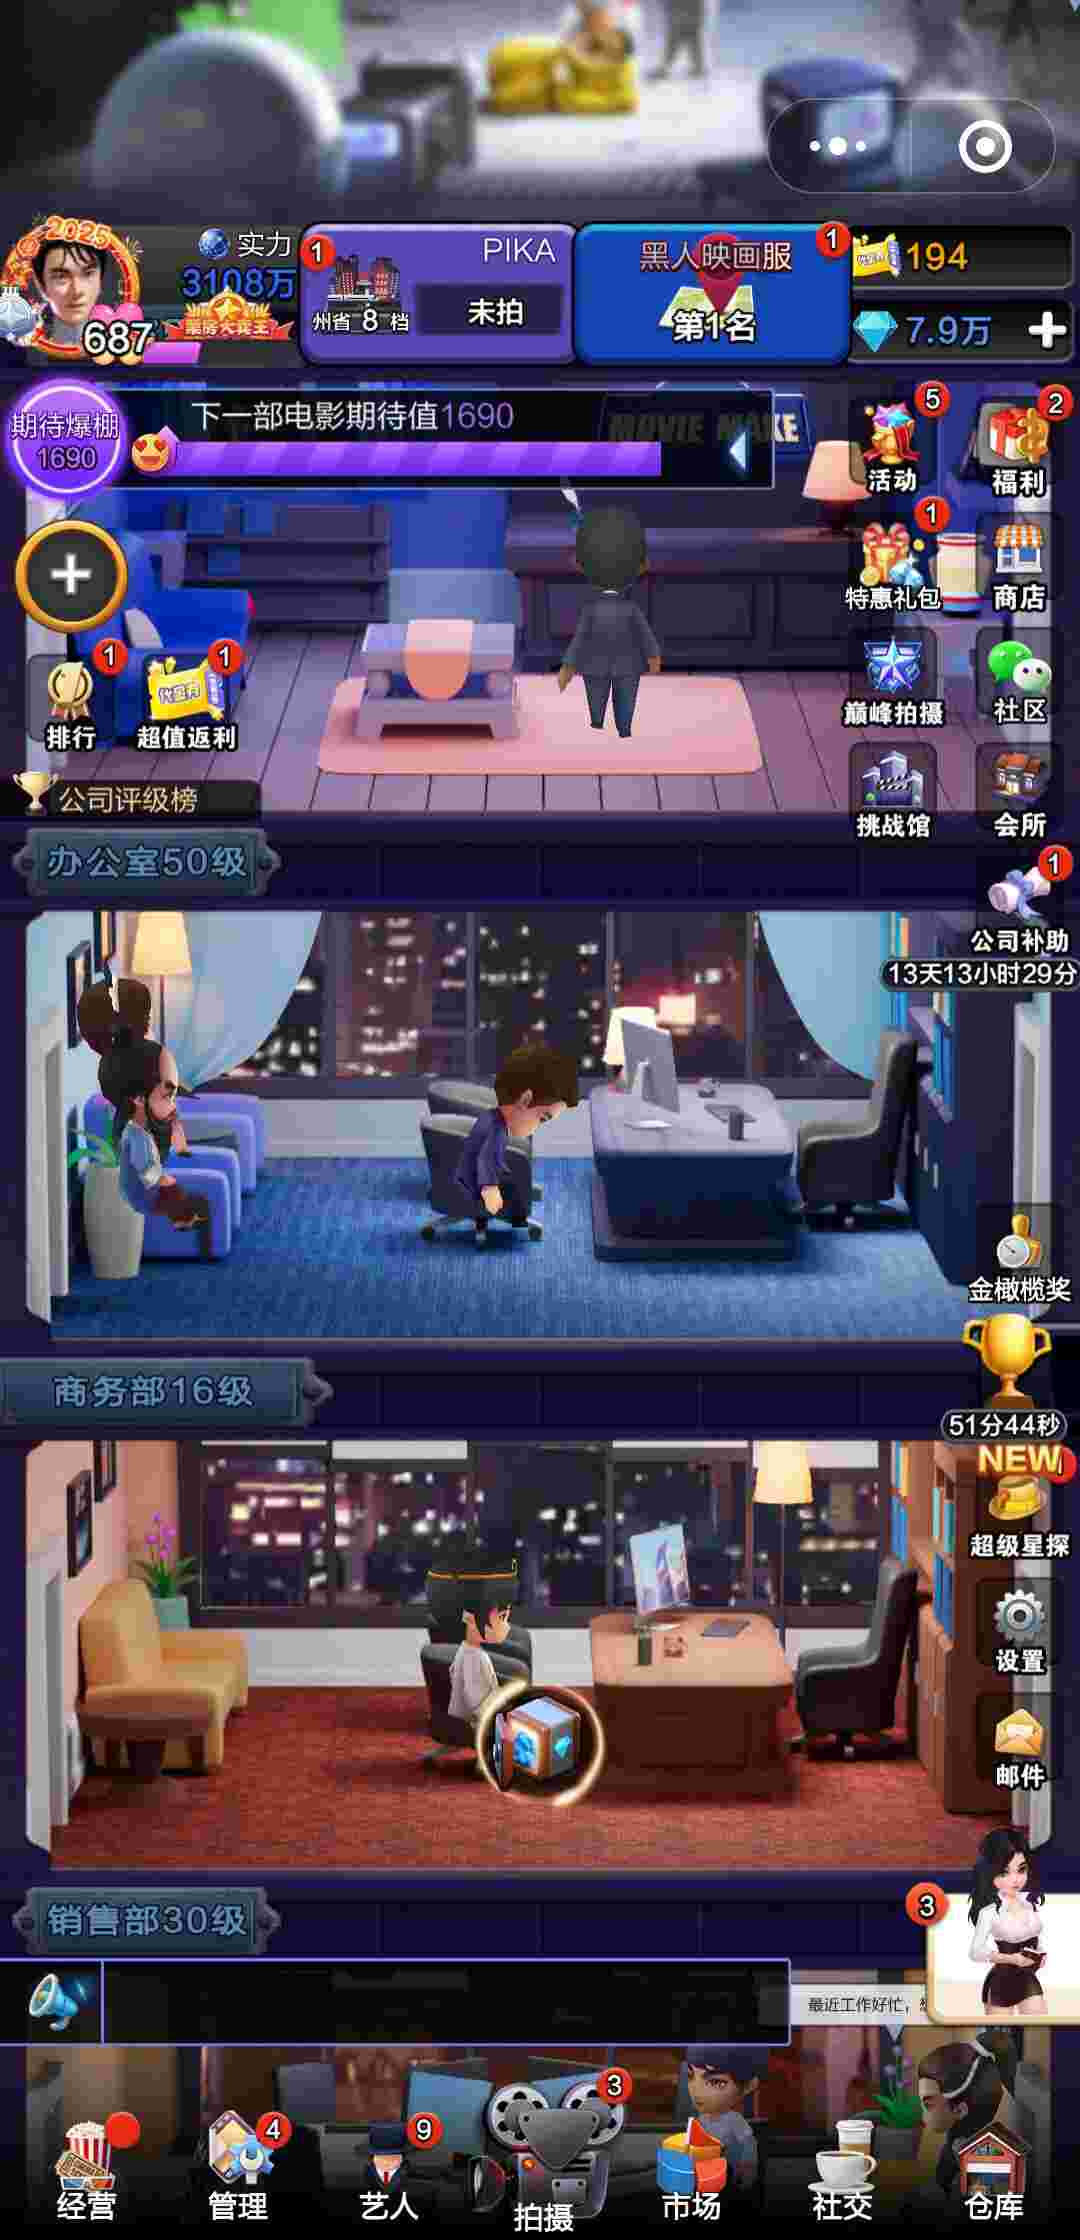 2025
实力
3108万
票房大亮王
687
1
PIKA
州省 8 档
未拍
黑人映画服
1
第1名
代金券
194
7.9万
期待爆棚
1690
下一部电影期待值1690
MOVIE MAKE
5
活动
2
福利
1
特惠礼包
商店
1
排行
1
代金券
超值返利
巅峰拍摄
社区
公司评级榜
挑战馆
会所
办公室50级
1
公司补助
13天13小时29分
金橄榄奖
商务部16级
51分44秒
NEW
超级星探
设置
邮件
销售部30级
3
最近工作好忙，
经营
4
管理
9
艺人
3
拍摄
市场
社交
仓库